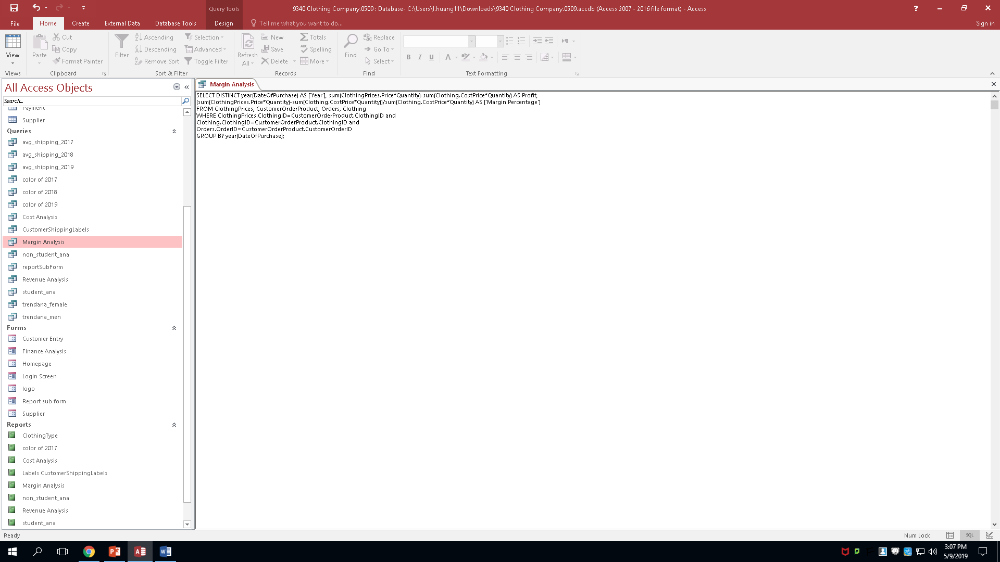 Query Tools
9340 Clothing Company.0509 : Database- C:\Users\l.huang11\Downloads\9340 Clothing Company.0509.accdb (Access 2007 - 2016 file format) - Access
?
File
Home
Create
External Data
Database Tools
Design
Tell me what you want to do...
Sign in
View
Views
Paste
Cut
Copy
Format Painter
Clipboard
Filter
Ascending
Descending
Remove Sort
Selection
Advanced
Toggle Filter
Sort & Filter
Refresh
All
New
Save
Delete
Totals
Spelling
More
Records
Find
Replace
Go To
Select
Find
B I U A
Text Formatting
All Access Objects
Search...
Payment
Supplier
Queries
avg_shipping_2017
avg_shipping_2018
avg_shipping_2019
color of 2017
color of 2018
color of 2019
Cost Analysis
CustomerShippingLabels
Margin Analysis
non_student_ana
reportSubForm
Revenue Analysis
student_ana
trendana_female
trendana_men
Forms
Customer Entry
Finance Analysis
Homepage
Login Screen
logo
Report sub form
Supplier
Reports
ClothingType
color of 2017
Cost Analysis
Labels CustomerShippingLabels
Margin Analysis
non_student_ana
Revenue Analysis
student_ana
Margin Analysis
SELECT DISTINCT year(DateOfPurchase) AS ['Year'], sum(ClothingPrices.Price*Quantity)-sum(Clothing.CostPrice*Quantity) AS Profit,
(sum(ClothingPrices.Price*Quantity)-sum(Clothing.CostPrice*Quantity))/sum(Clothing.CostPrice*Quantity) AS ['Margin Percentage']
FROM ClothingPrices, CustomerOrderProduct, Orders, Clothing
WHERE ClothingPrices.ClothingID=CustomerOrderProduct.ClothingID and
Clothing.ClothingID=CustomerOrderProduct.ClothingID and
Orders.OrderID=CustomerOrderProduct.CustomerOrderID
GROUP BY year(DateOfPurchase);
Ready
Num Lock
SQL
3:07 PM
5/9/2019